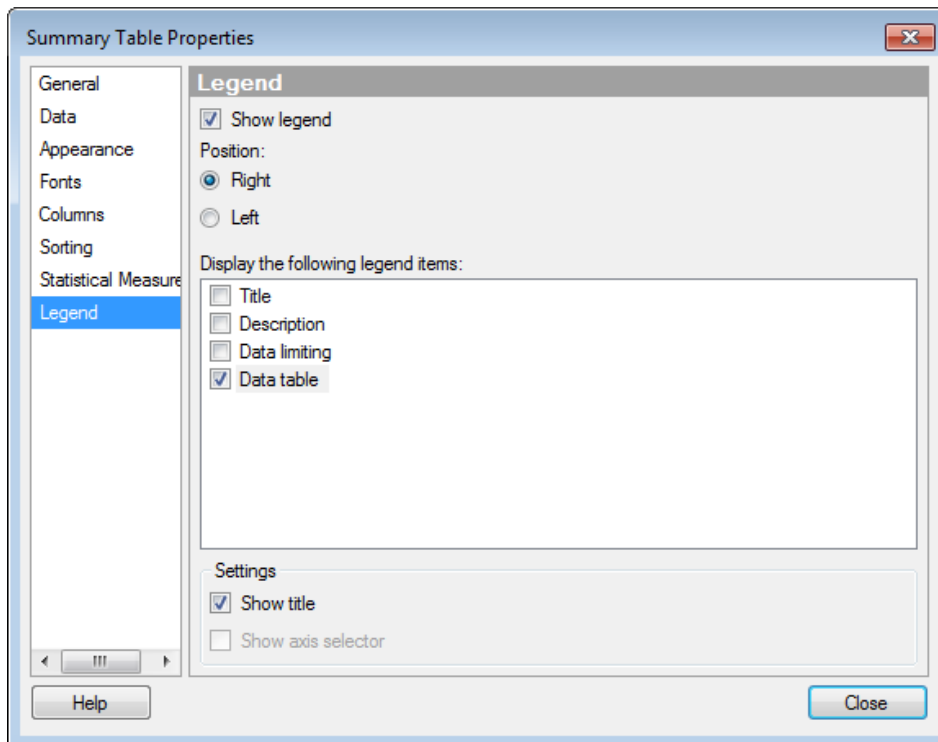 Summary Table Properties
General
Data
Appearance
Fonts
Columns
Sorting
Statistical Measure
Legend
Legend
Show legend
Position:
Right
Left
Display the following legend items:
Title
Description
Data limiting
Data table
Settings
Show title
Show axis selector
Help
Close